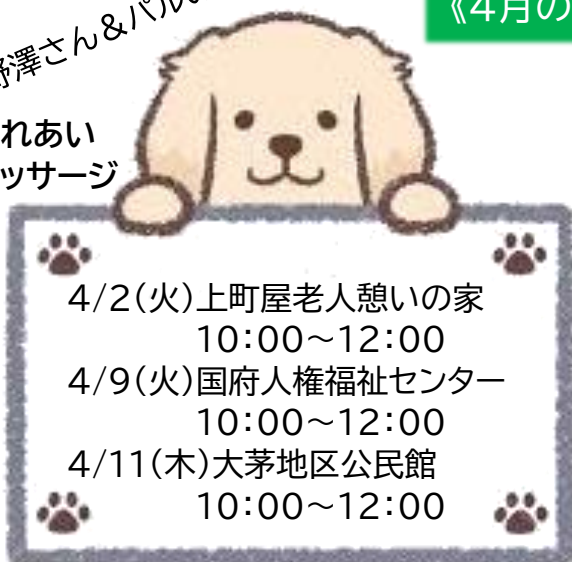 《4月の
野澤さん＆パル
れあい
ッサージ
4/2(火)上町屋老人憩いの家
10:00～12:00
4/9(火)国府人権福祉センター
10:00～12:00
4/11(木)大茅地区公民館
10:00～12:00